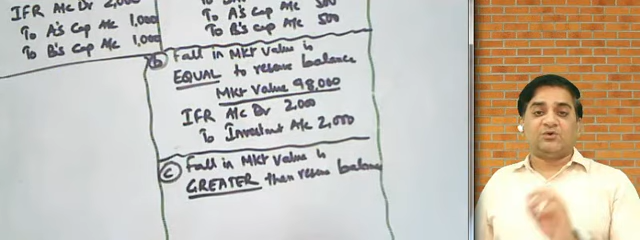 IFR A/c Dr 2,000
To A's Cap A/c 1,000
To B's Cap A/c 1,000
To A's Cap A/c 500
To B's Cap A/c 500
(b) Fall in Mkt value is
EQUAL to reserve balance
Mkt Value 98,000
IFR A/c Dr 2,000
To Investment A/c 2,000
(c) Fall in Mkt value is
GREATER than reserve balance